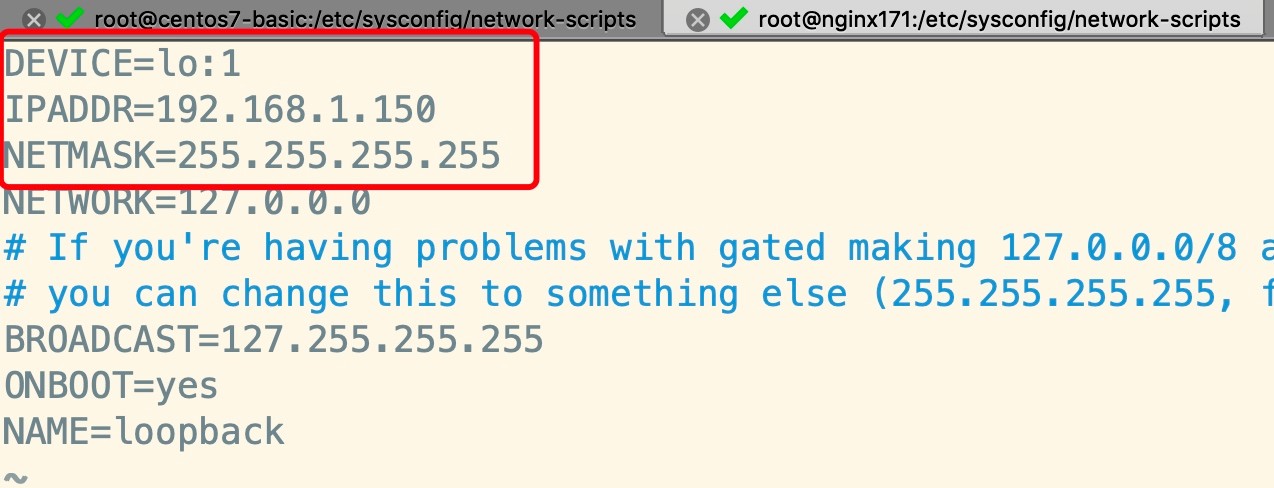 root@centos7-basic:/etc/sysconfig/network-scripts
root@nginx171:/etc/sysconfig/network-scripts
DEVICE=lo:1
IPADDR=192.168.1.150
NETMASK=255.255.255.255
NETWORK=127.0.0.0
# If you're having problems with gated making 127.0.0.0/8 a
# you can change this to something else (255.255.255.255, f
BROADCAST=127.255.255.255
ONBOOT=yes
NAME=loopback
~